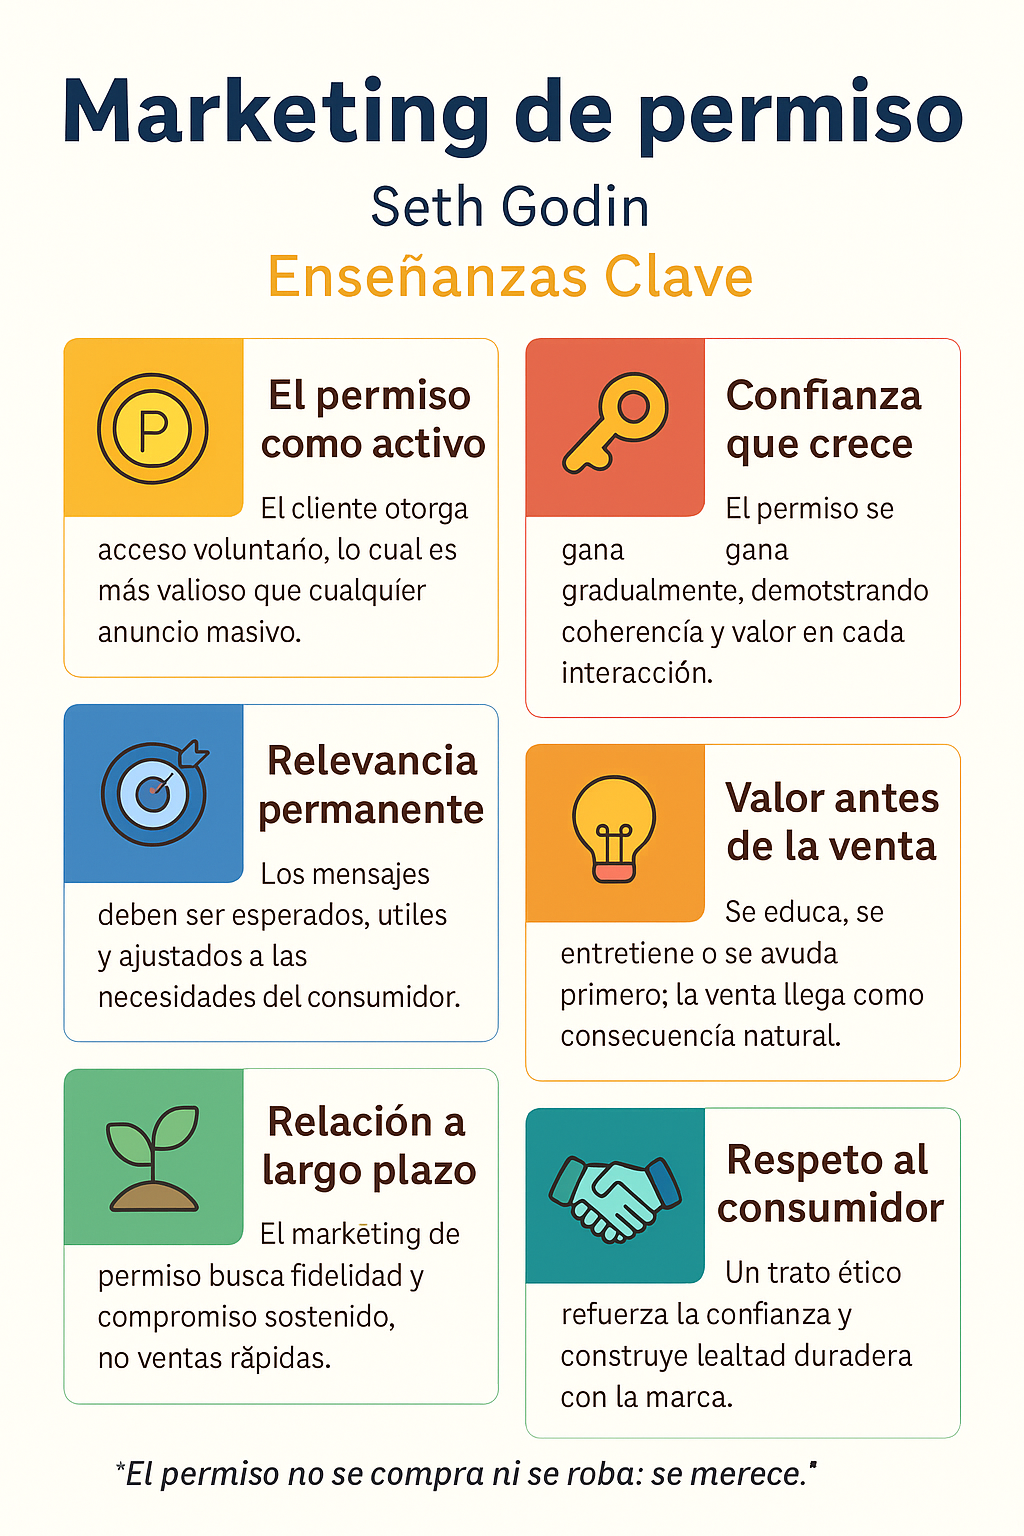 Marketing de permiso
Seth Godin
Enseñanzas Clave
P
El permiso
como activo
El cliente otorga
acceso voluntaŕıo, lo cual es
más valioso que cualquíer
anuncio masivo.
Confianza
que crece
El permiso se
gana gana
gradualmente, demotstrando
coherencía y valor en cada
interacción.
Relevancia
permanente
Los mensajes
deben ser esperados, utiles
y ajustados a las
necesidades del consumidor.
Valor antes
de la venta
Se educa, se
entretiene o se avuda
primero; la venta llega como
consecuencía natural.
Relación a
largo plazo
El markēting de
permiso busca fidelidad y
compromiso sostenido,
no ventas răpidas.
Respeto al
consumidor
Un trato ético
refuerza la confianza y
construye lealtad duradera
con la marca.
*El permiso no se compra ni se roba: se merece."